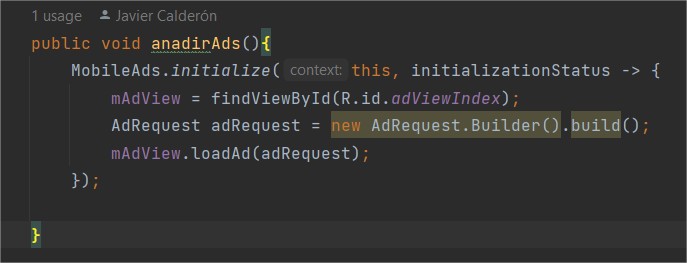 1 usage Javier Calderón
public void anadirAds(){
MobileAds.initialize( context: this, initializationStatus -> {
mAdView = findViewById(R.id.adViewIndex);
AdRequest adRequest = new AdRequest.Builder().build();
mAdView.loadAd(adRequest);
});
}